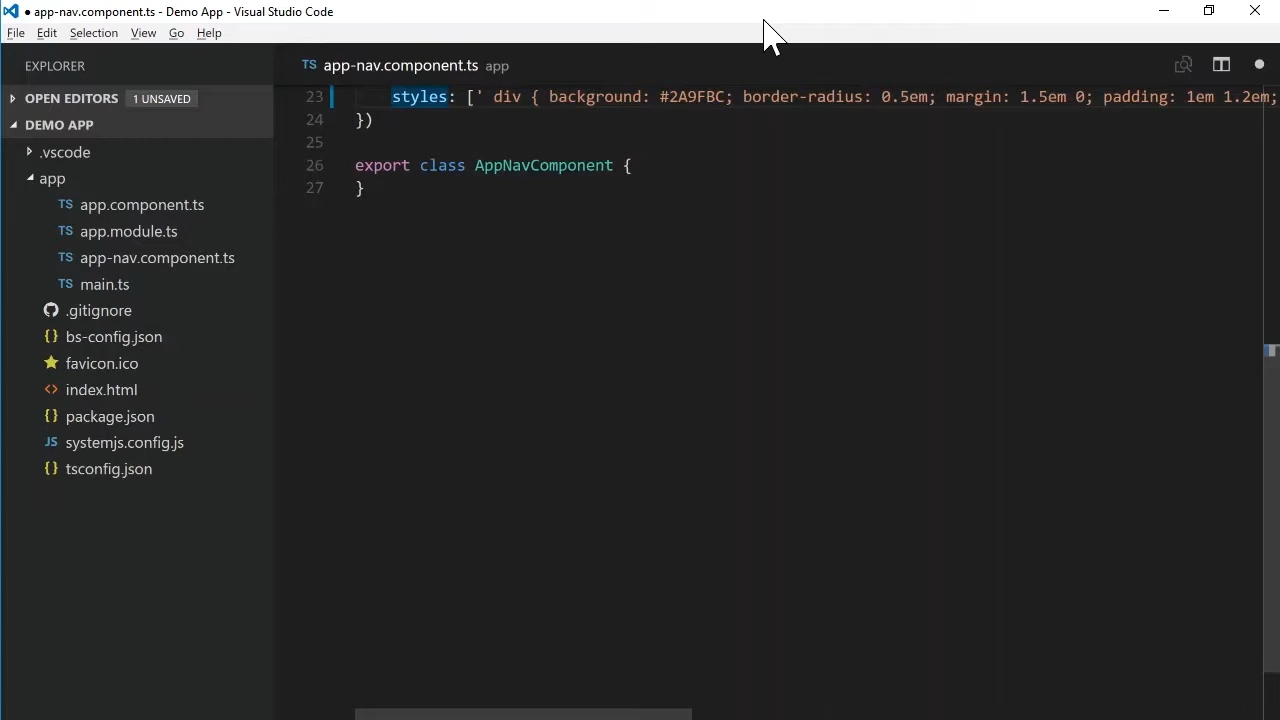 ● app-nav.component.ts - Demo App - Visual Studio Code
File Edit Selection View Go Help
EXPLORER
OPEN EDITORS 1 UNSAVED
DEMO APP
.vscode
app
TS app.component.ts
TS app.module.ts
TS app-nav.component.ts
TS main.ts
.gitignore
{} bs-config.json
favicon.ico
<> index.html
{} package.json
JS systemjs.config.js
{} tsconfig.json
TS app-nav.component.ts app
23 styles: [' div { background: #2A9FBC; border-radius: 0.5em; margin: 1.5em 0; padding: 1em 1.2em;
24 })
25
26 export class AppNavComponent {
27 }